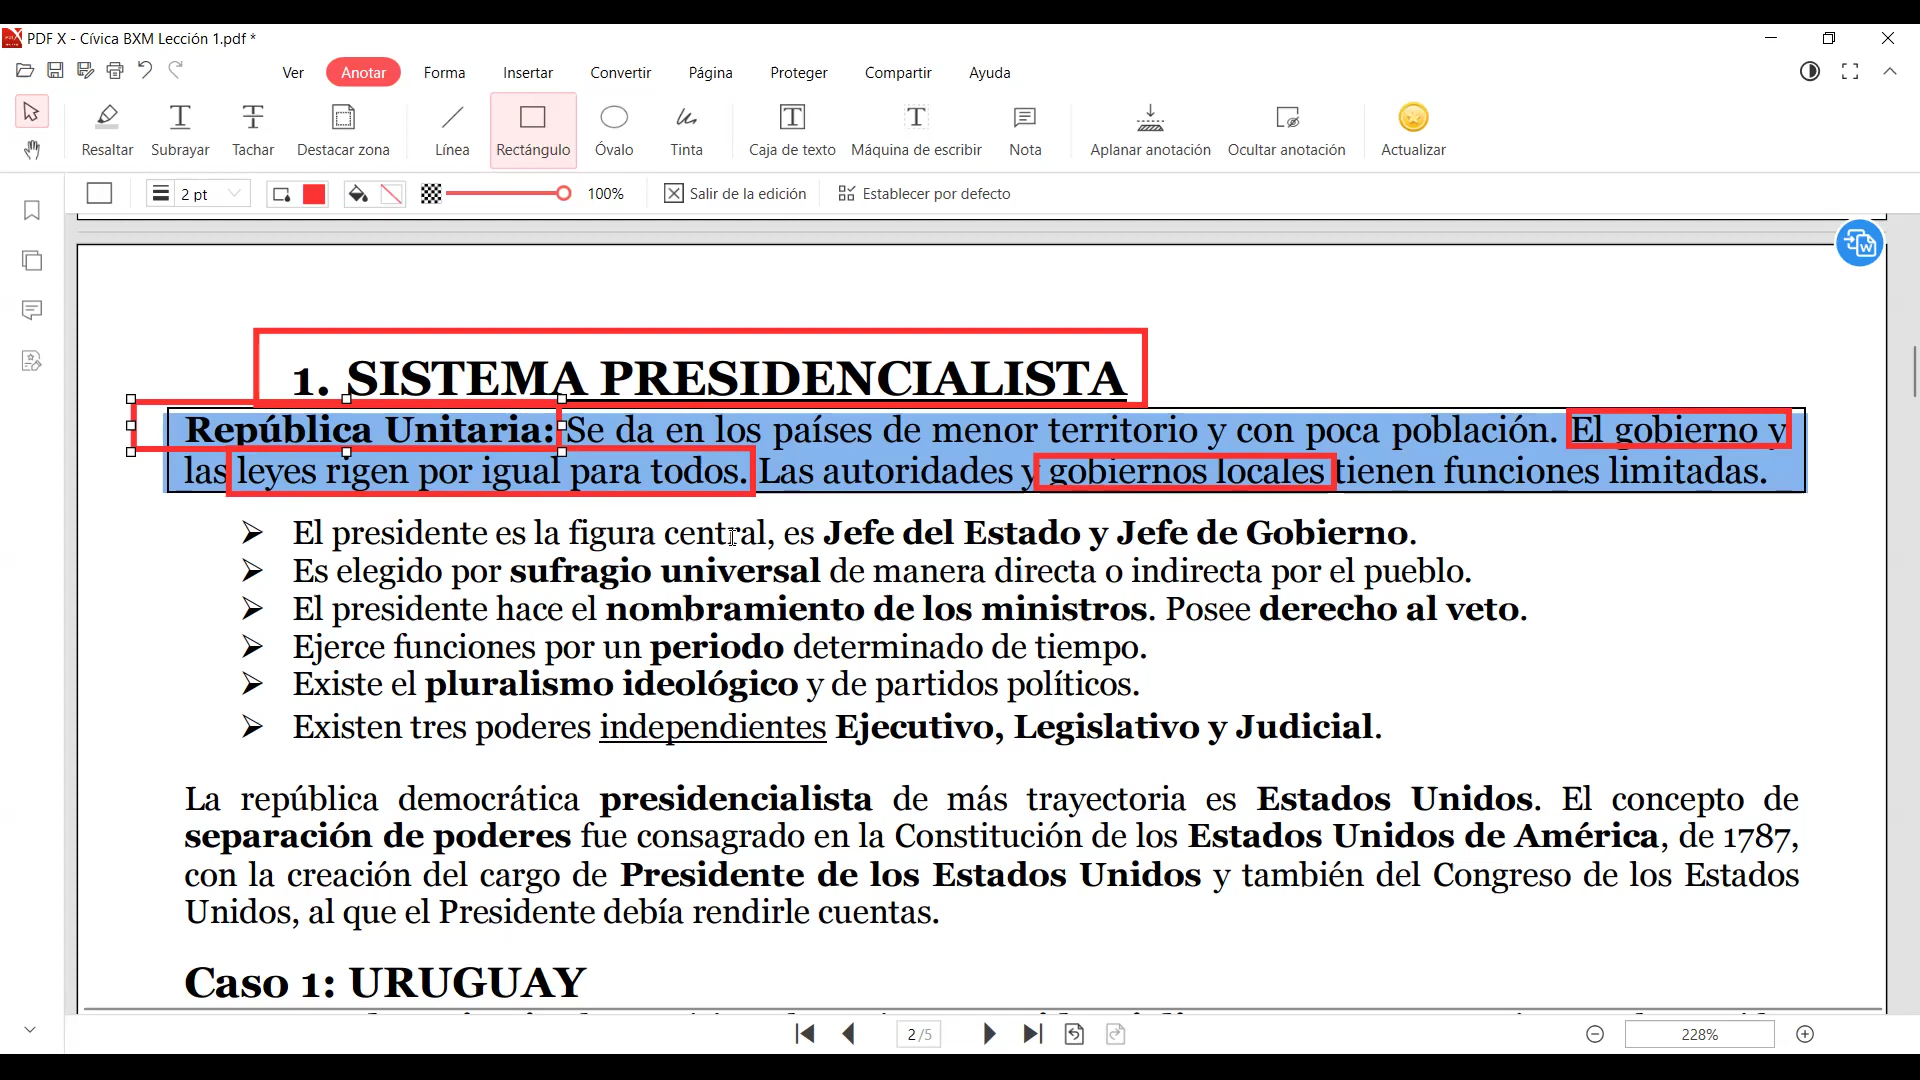 PDF X - Cívica BXM Lección 1.pdf *
Ver Anotar Forma Insertar Convertir Página Proteger Compartir Ayuda
Resaltar Subrayar Tachar Destacar zona Línea Rectángulo Óvalo Tinta Caja de texto Máquina de escribir Nota Aplanar anotación Ocultar anotación Actualizar
2 pt 100% Salir de la edición Establecer por defecto
1. SISTEMA PRESIDENCIALISTA
República Unitaria: Se da en los países de menor territorio y con poca población. El gobierno y
las leyes rigen por igual para todos. Las autoridades y gobiernos locales tienen funciones limitadas.
➢ El presidente es la figura central, es Jefe del Estado y Jefe de Gobierno.
➢ Es elegido por sufragio universal de manera directa o indirecta por el pueblo.
➢ El presidente hace el nombramiento de los ministros. Posee derecho al veto.
➢ Ejerce funciones por un periodo determinado de tiempo.
➢ Existe el pluralismo ideológico y de partidos políticos.
➢ Existen tres poderes independientes Ejecutivo, Legislativo y Judicial.
La república democrática presidencialista de más trayectoria es Estados Unidos. El concepto de
separación de poderes fue consagrado en la Constitución de los Estados Unidos de América, de 1787,
con la creación del cargo de Presidente de los Estados Unidos y también del Congreso de los Estados
Unidos, al que el Presidente debía rendirle cuentas.
Caso 1: URUGUAY
2 /5 228%